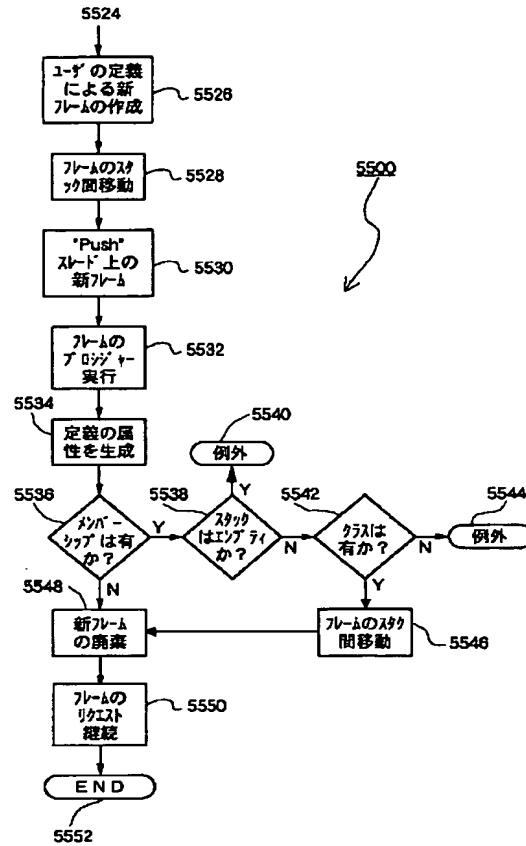 5524
ユーザの定義
による新
フレームの作成
5526
フレームのスタ
ック間移動
5528
5500
"Push"
スレード上の
新フレーム
5530
フレームの
プロシジャー
実行
5532
5534
定義の属
性を生成
5540
例外
5536
メンバー
シップは有
か?
Y
N
5538
スタック
はエンプティ
か?
Y
N
5542
クラスは
有か?
N
Y
5544
例外
5548
新フレーム
の廃棄
フレームのスタク
間移動
5546
フレームの
リクエスト
継続
5550
END
5552